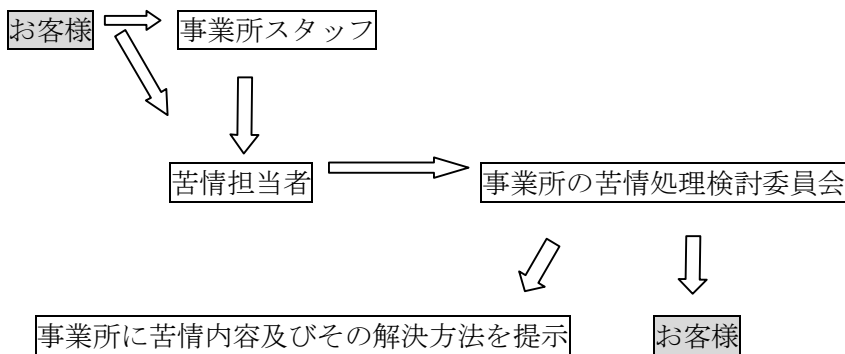 お客様
事業所スタッフ
苦情担当者
事業所の苦情処理検討委員会
事業所に苦情内容及びその解決方法を提示
お客様